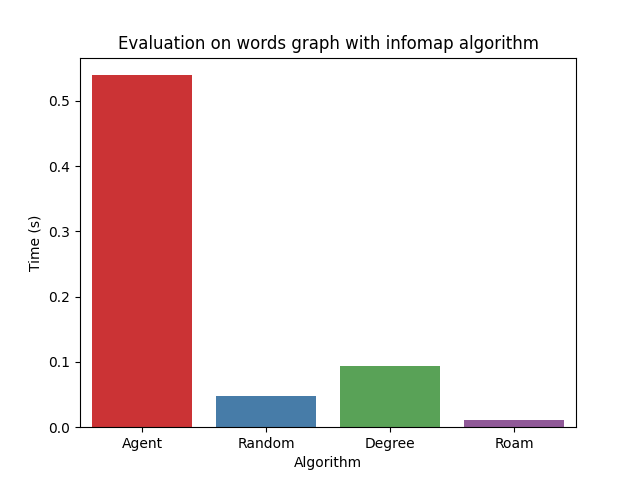 Evaluation on words graph with infomap algorithm
0.5
0.4
0.3
0.2
0.1
0.0
Time (s)
Agent Random Degree Roam
Algorithm